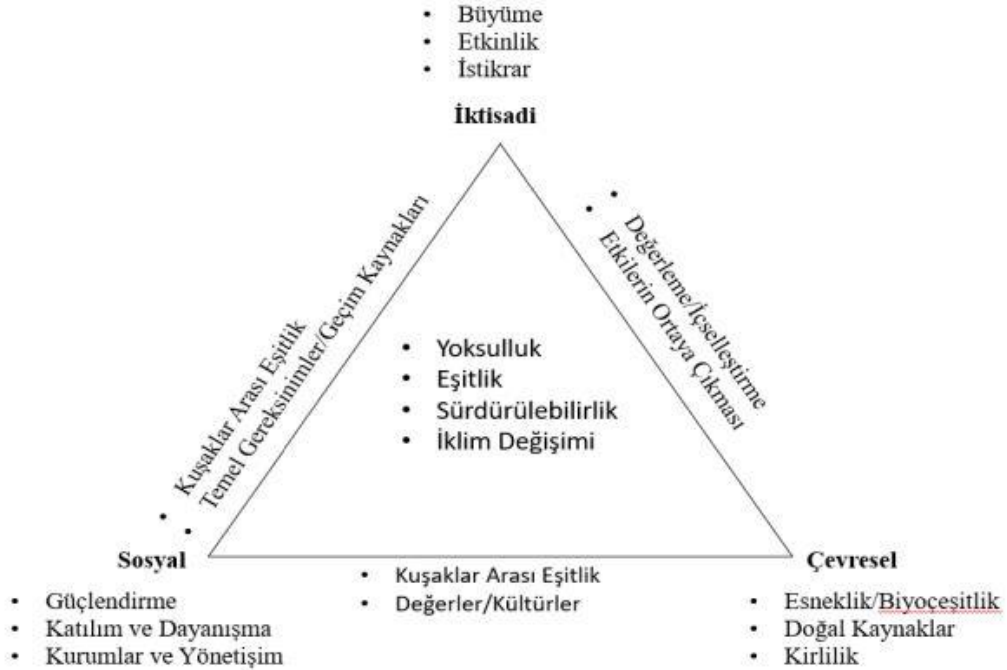 • Büyüme
• Etkinlik
• İstikrar
İktisadi
• Kuşaklar Arası Eşitlik
• Temel Gereksinimler/Geçim Kaynakları
• Değerleme/İçselleştirme
• Etkilerin Ortaya Çıkması
• Yoksulluk
• Eşitlik
• Sürdürülebilirlik
• İklim Değişimi
Sosyal
• Güçlendirme
• Katılım ve Dayanışma
• Kurumlar ve Yönetişim
• Kuşaklar Arası Eşitlik
• Değerler/Kültürler
Çevresel
• Esneklik/Biyoçeşitlik
• Doğal Kaynaklar
• Kirlilik